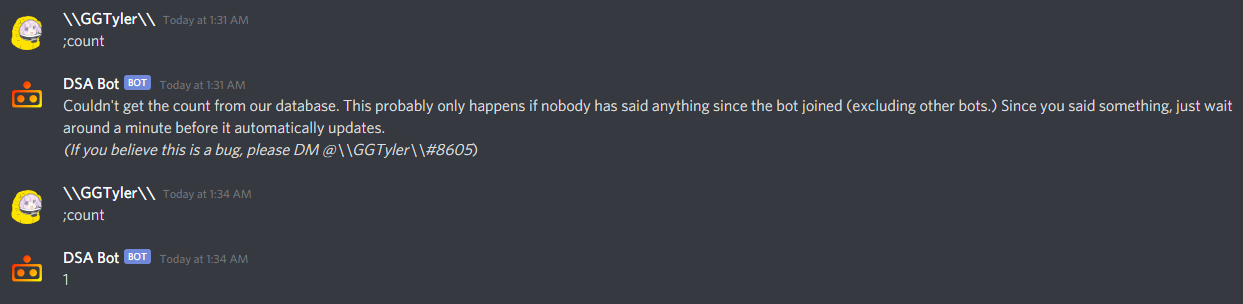 \\GGTyler\\ Today at 1:31 AM
;count
DSA Bot BOT Today at 1:31 AM
Couldn't get the count from our database. This probably only happens if nobody has said anything since the bot joined (excluding other bots.) Since you said something, just wait
around a minute before it automatically updates.
(If you believe this is a bug, please DM @\\GGTyler\\#8605)
\\GGTyler\\ Today at 1:34 AM
;count
DSA Bot BOT Today at 1:34 AM
1